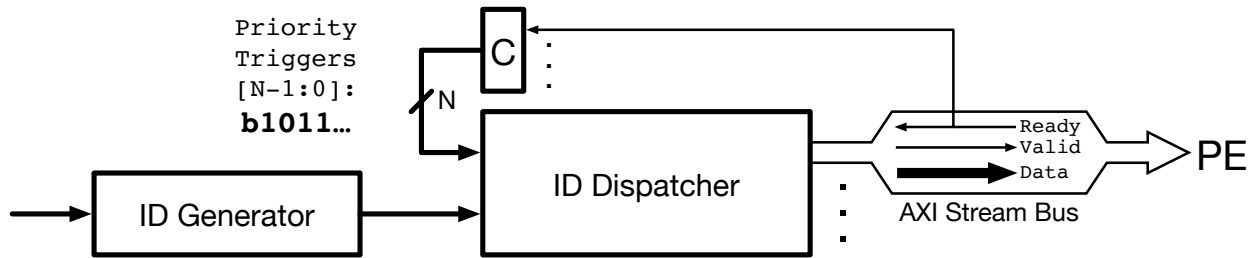 Priority
Triggers
[N-1:0]:
b1011…
C
N
ID Generator
ID Dispatcher
Ready
Valid
Data
AXI Stream Bus
PE